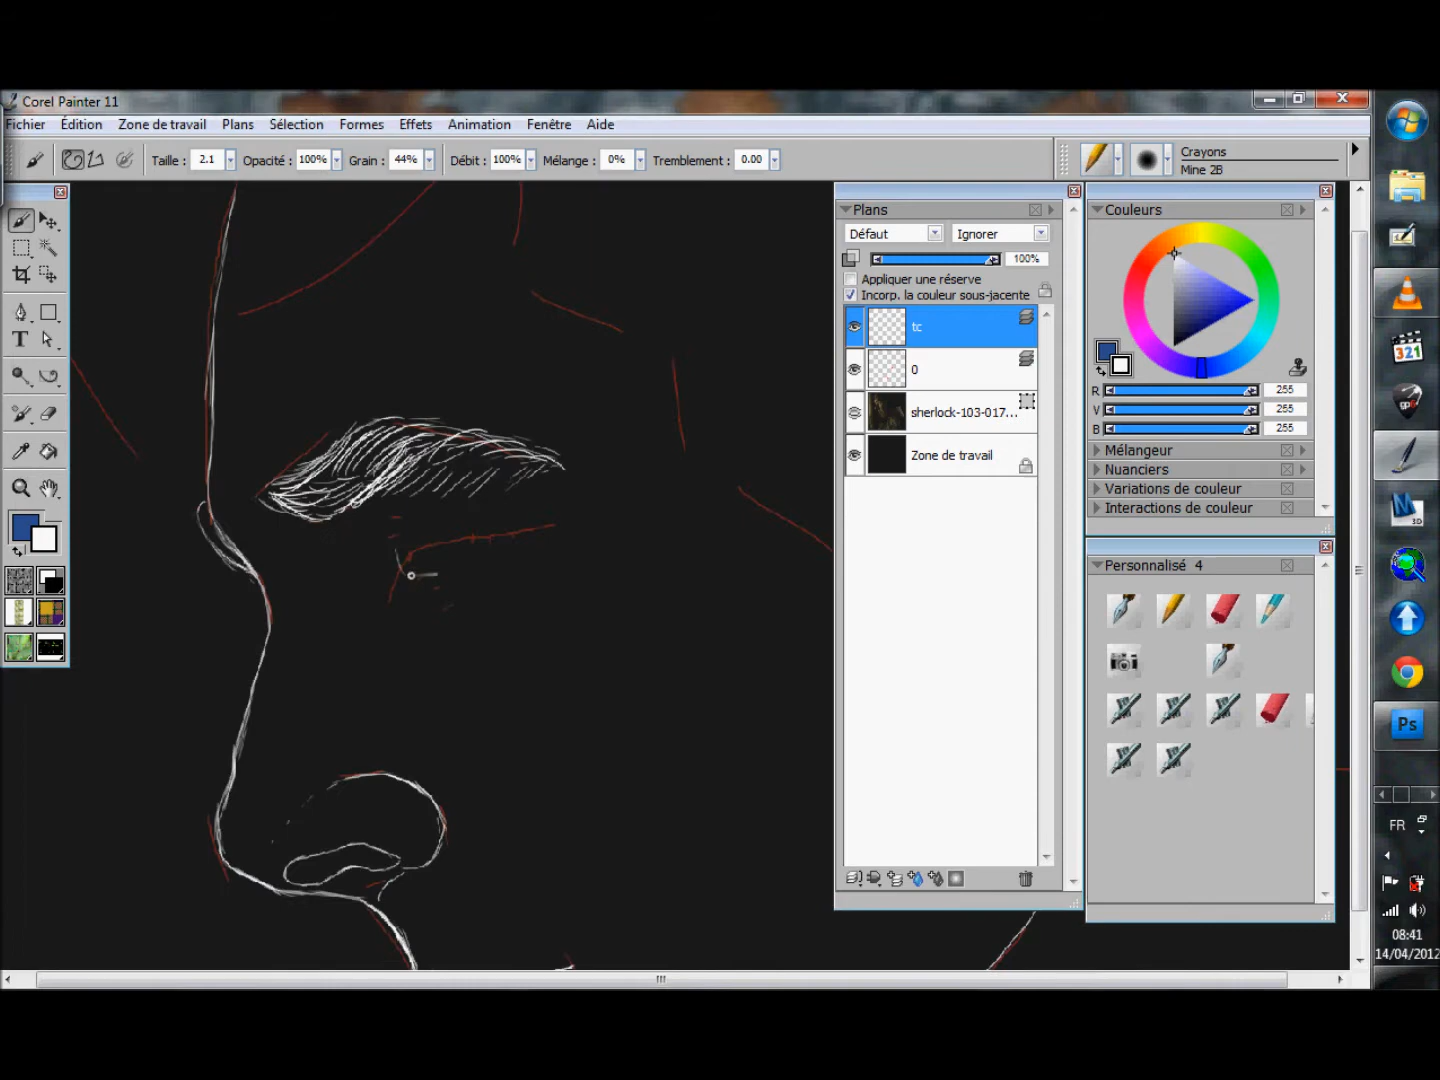 Corel Painter 11
Fichier Édition Zone de travail Plans Sélection Formes Effets Animation Fenêtre Aide
Taille : 2.1 Opacité : 100% Grain : 44% Débit : 100% Mélange : 0% Tremblement : 0.00
Crayons
Mine 2B
Plans
Défaut Ignorer
100%
Appliquer une réserve
Incorp. la couleur sous-jacente
tc
0
sherlock-103-017...
Zone de travail
Couleurs
R 255
V 255
B 255
Mélangeur
Nuanciers
Variations de couleur
Interactions de couleur
Personnalisé 4
T
321
3D
Ps
FR
08:41
14/04/2012